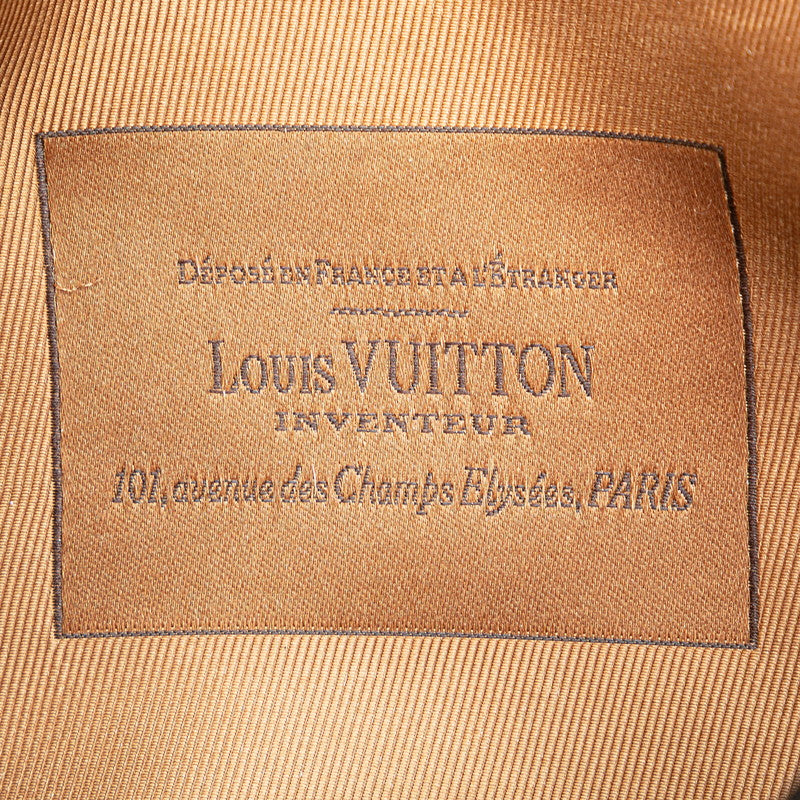 DÉPOSÉ EN FRANCE ET A L'ÉTRANGER
LOUIS VUITTON
INVENTEUR
101, avenue des Champs Elysées, PARIS